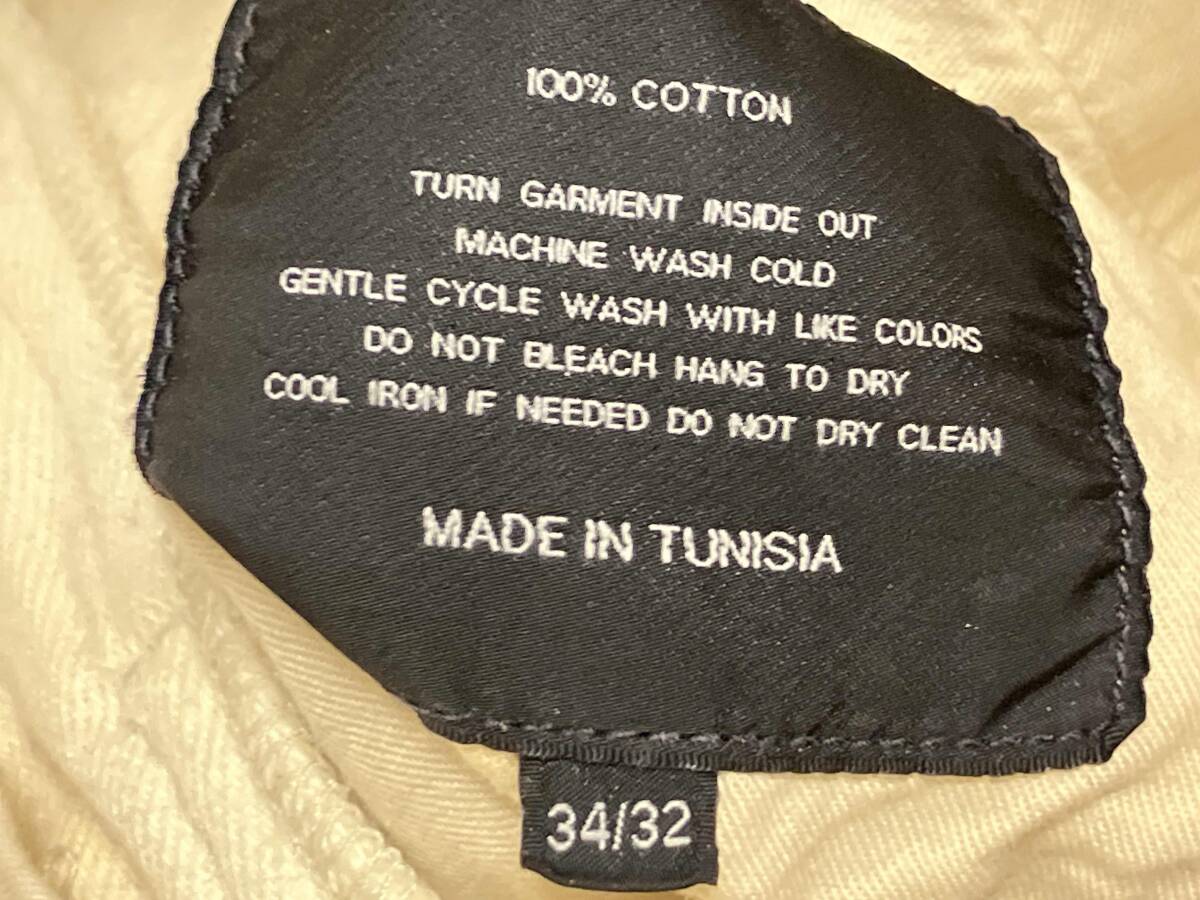 100% COTTON
TURN GARMENT INSIDE OUT
MACHINE WASH COLD
GENTLE CYCLE WASH WITH LIKE COLORS
DO NOT BLEACH HANG TO DRY
COOL IRON IF NEEDED DO NOT DRY CLEAN
MADE IN TUNISIA
34/32